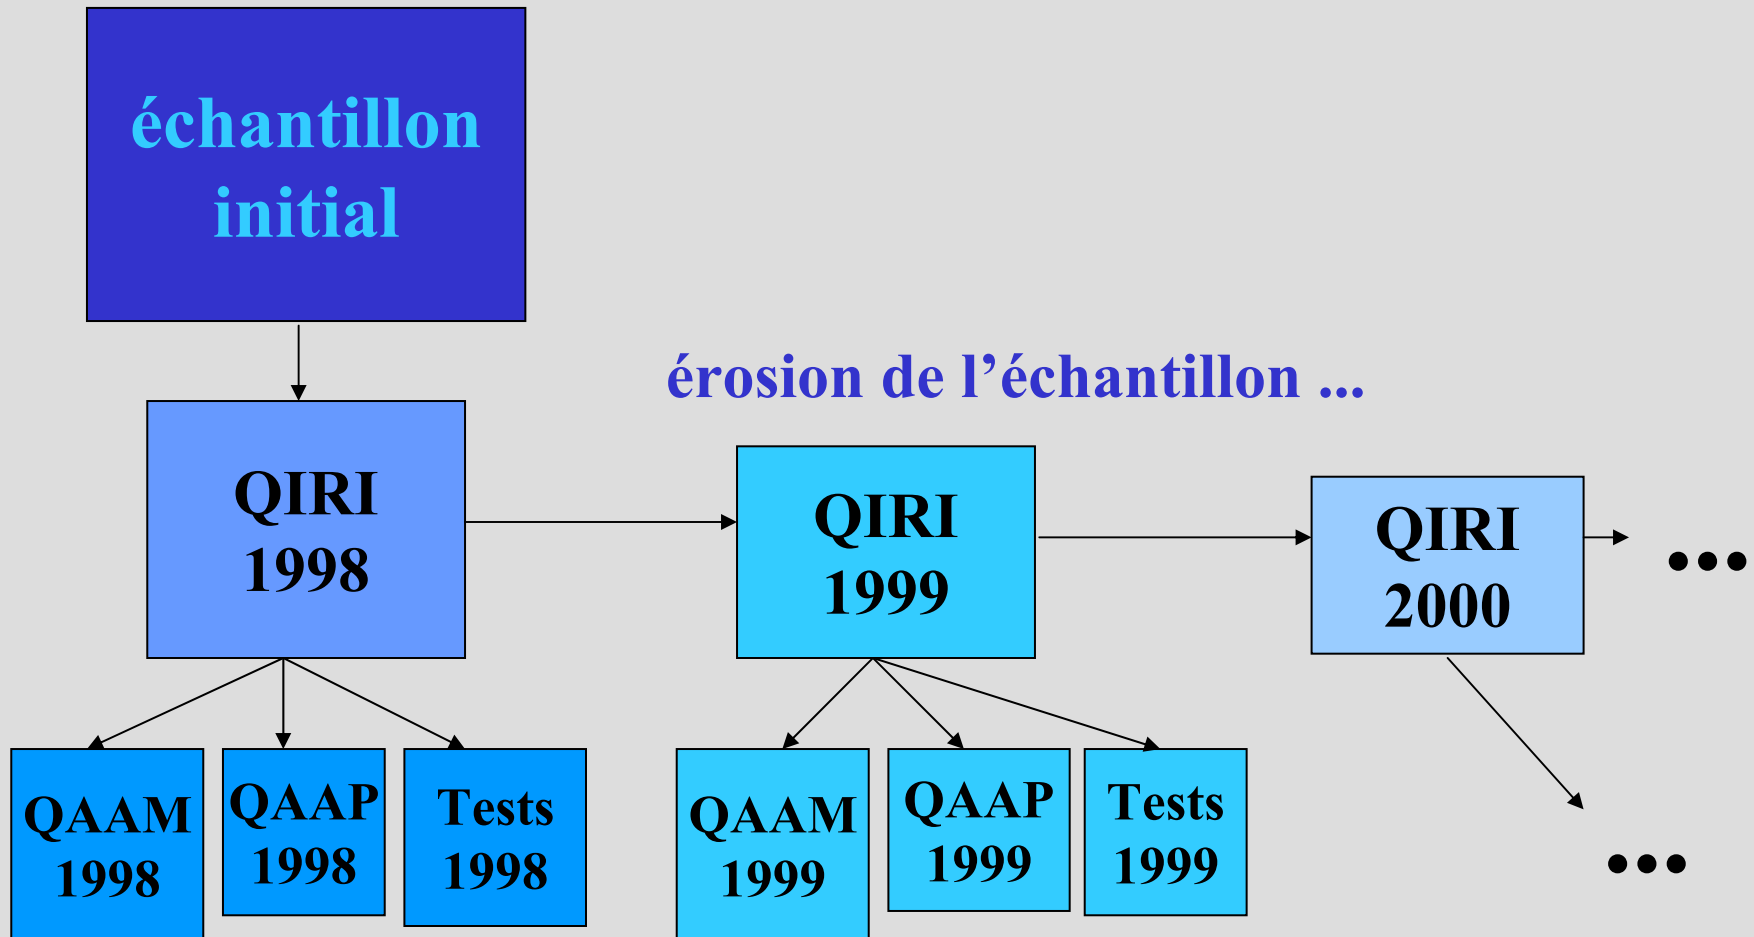 échantillon
initial
érosion de l’échantillon ...
QIRI
1998
QIRI
1999
QIRI
2000
...
QAAM
1998
QAAP
1998
Tests
1998
QAAM
1999
QAAP
1999
Tests
1999
...